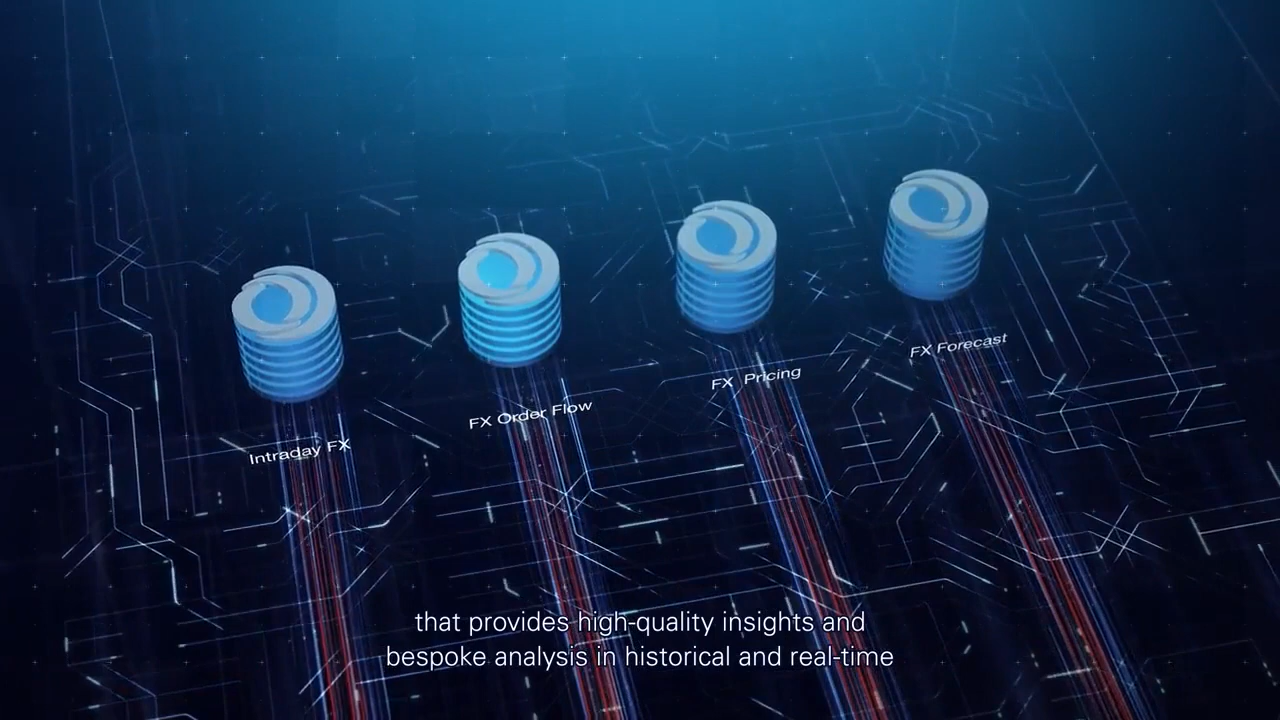 Intraday FX
FX Order Flow
FX Pricing
FX Forecast
that provides high-quality insights and
bespoke analysis in historical and real-time